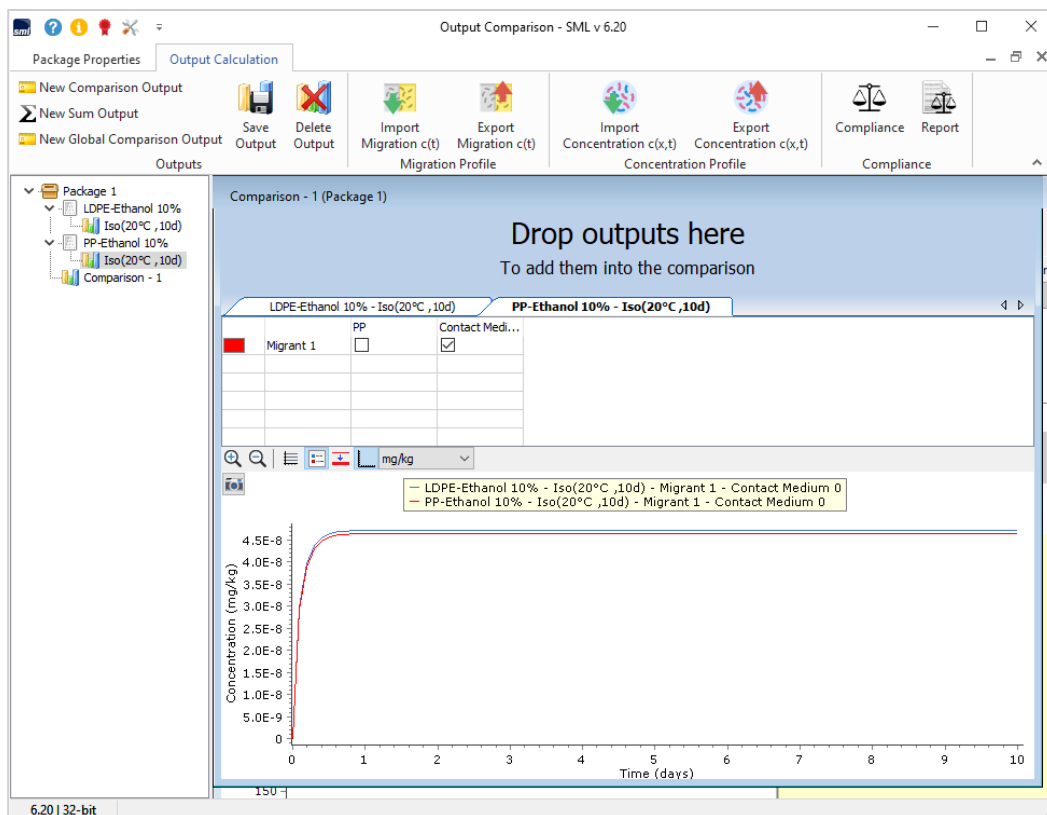 sml
Output Comparison - SML v 6.20
Package Properties
Output Calculation
New Comparison Output
New Sum Output
New Global Comparison Output
Save Output
Delete Output
Import Migration c(t)
Export Migration c(t)
Import Concentration c(x,t)
Export Concentration c(x,t)
Compliance
Report
Outputs
Migration Profile
Concentration Profile
Compliance
Package 1
LDPE-Ethanol 10%
Iso(20°C ,10d)
PP-Ethanol 10%
Iso(20°C ,10d)
Comparison - 1
Comparison - 1 (Package 1)
Drop outputs here
To add them into the comparison
LDPE-Ethanol 10% - Iso(20°C ,10d)
PP-Ethanol 10% - Iso(20°C ,10d)
PP
Contact Medi...
Migrant 1
mg/kg
LDPE-Ethanol 10% - Iso(20°C ,10d) - Migrant 1 - Contact Medium 0
PP-Ethanol 10% - Iso(20°C ,10d) - Migrant 1 - Contact Medium 0
Concentration (mg/kg)
4.5E-8
4.0E-8
3.5E-8
3.0E-8
2.5E-8
2.0E-8
1.5E-8
1.0E-8
5.0E-9
0
0 1 2 3 4 5 6 7 8 9 10
Time (days)
150
6.20 | 32-bit